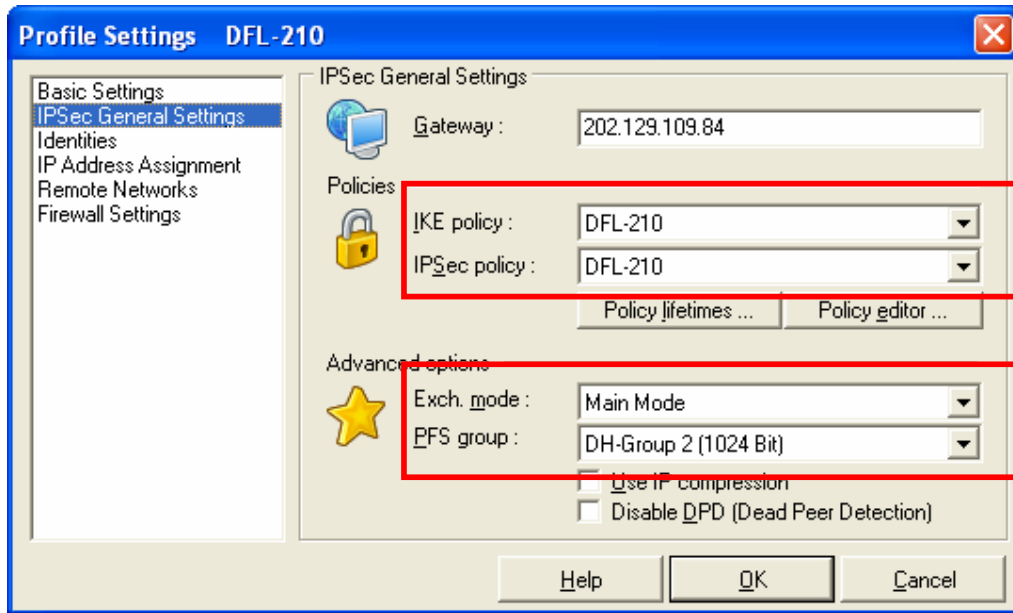 Profile Settings DFL-210
Basic Settings
IPSec General Settings
Identities
IP Address Assignment
Remote Networks
Firewall Settings
IPSec General Settings
Gateway : 202.129.109.84
Policies
IKE policy : DFL-210
IPSec policy : DFL-210
Policy lifetimes ... Policy editor ...
Advanced options
Exch. mode : Main Mode
PFS group : DH-Group 2 (1024 Bit)
Use IP compression
Disable DPD (Dead Peer Detection)
Help OK Cancel